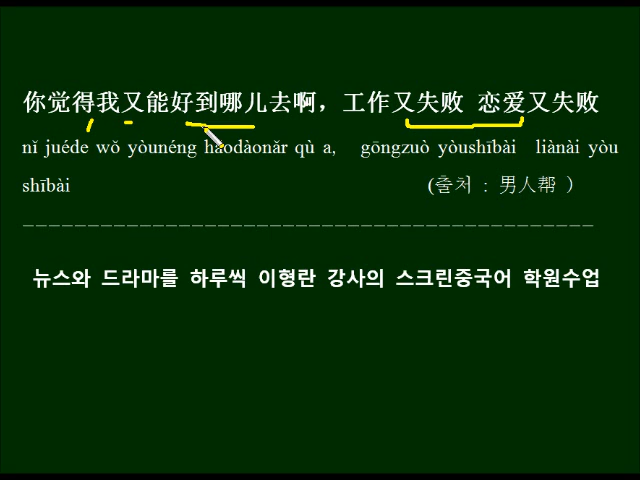 你觉得我又能好到哪儿去啊，工作又失败 恋爱又失败
nǐ juéde wǒ yòunéng hǎodàonǎr qù a, gōngzuò yòushībài liànài yòu
shībài (출처 : 男人帮 )
뉴스와 드라마를 하루씩 이형란 강사의 스크린중국어 학원수업